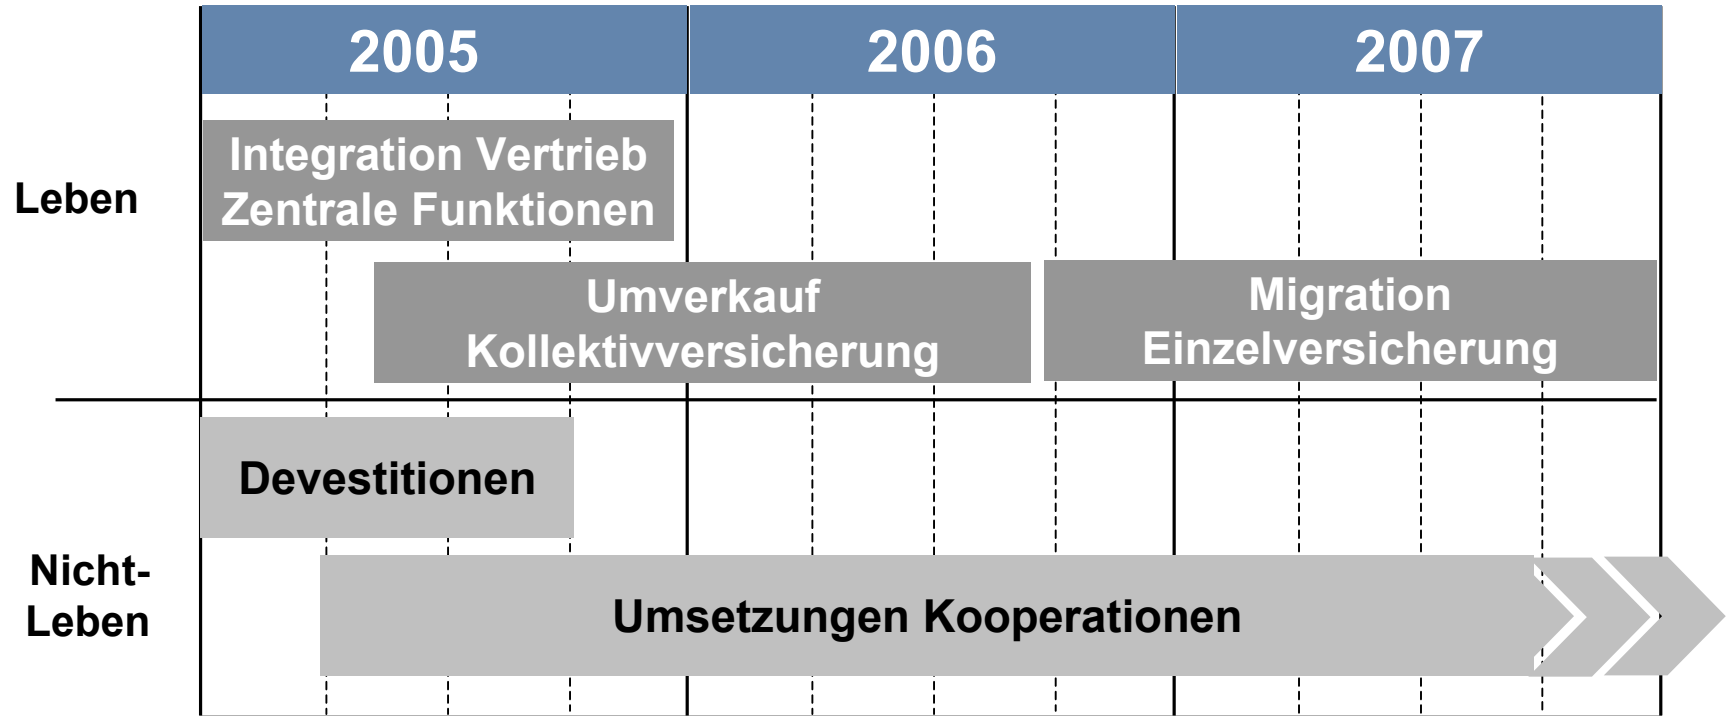 2005
2006
2007
Leben
Integration Vertrieb
Zentrale Funktionen
Umverkauf
Kollektivversicherung
Migration
Einzelversicherung
Nicht-
Leben
Devestitionen
Umsetzungen Kooperationen